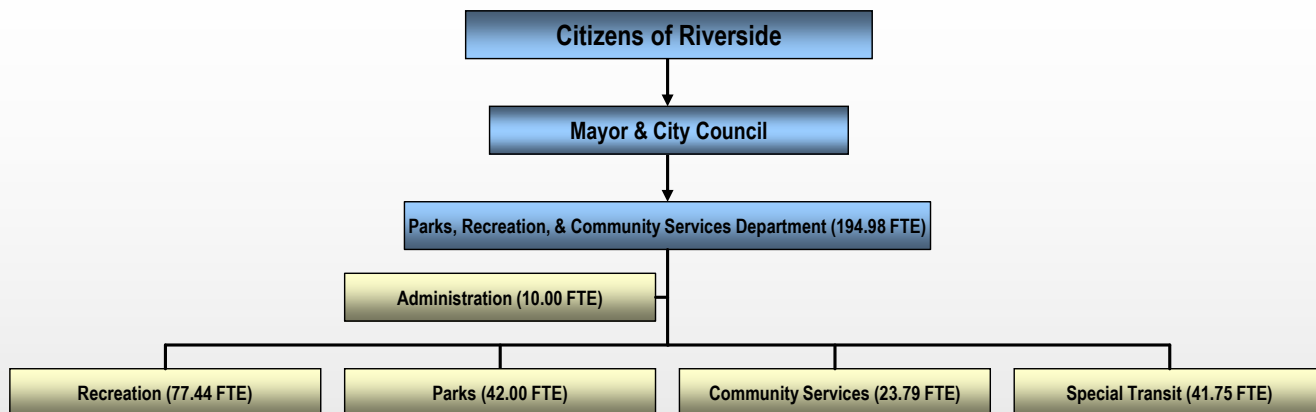 Citizens of Riverside
Mayor & City Council
Parks, Recreation, & Community Services Department (194.98 FTE)
Administration (10.00 FTE)
Recreation (77.44 FTE)
Parks (42.00 FTE)
Community Services (23.79 FTE)
Special Transit (41.75 FTE)